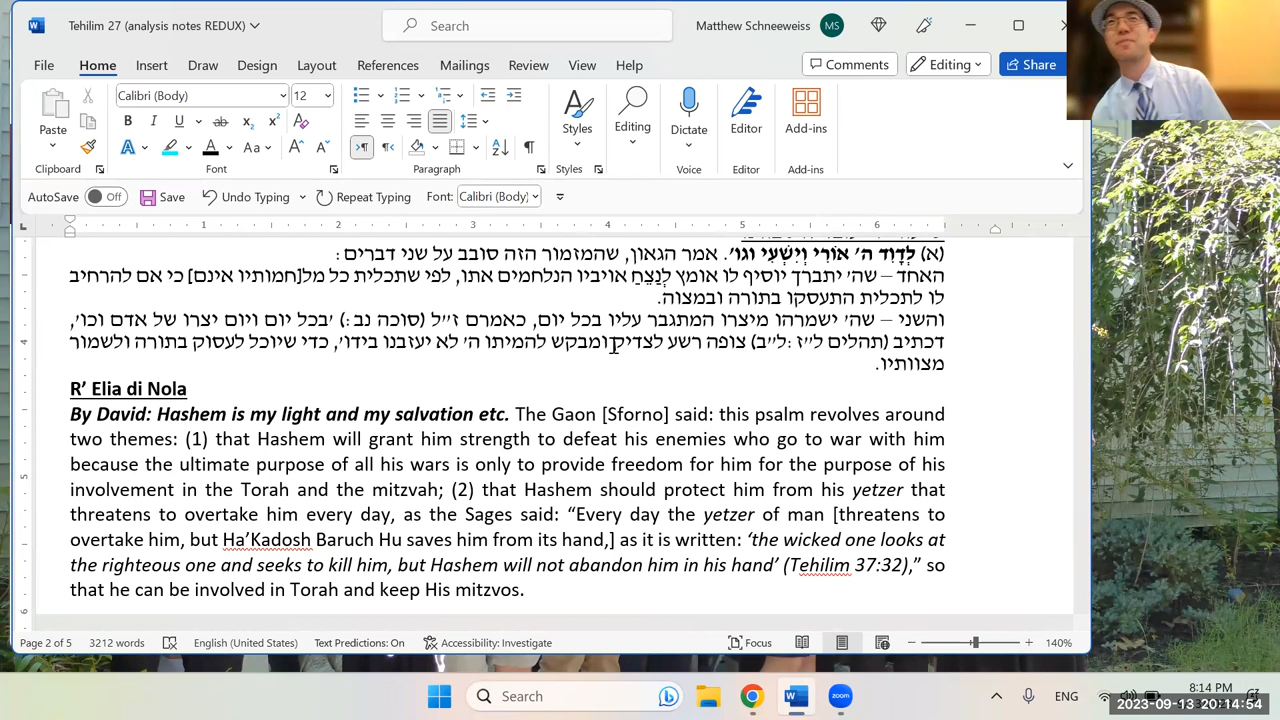 Tehilim 27 (analysis notes REDUX)
Search
Matthew Schneeweiss
MS
File Home Insert Draw Design Layout References Mailings Review View Help
Comments Editing Share
Calibri (Body) 12
Paste
B I U ab x₂ x²
Aa
Styles Editing Dictate Editor Add-ins
Clipboard Font Paragraph Styles Voice Editor Add-ins
AutoSave Off Save Undo Typing Repeat Typing Font: Calibri (Body)
1 2 3 4 5 6
(א) לְדָוִד ה' אוֹרִי וְיִשְׁעִי וגו'. אמר הגאון, שהמזמור הזה סובב על שני דברים:
האחד – שה' יתברך יוסיף לו אומץ לְנַצֵּחַ אויביו הנלחמים אתו, לפי שתכלית כל מל[חמותיו אינם] כי אם להרחיב
לו לתכלית התעסקו בתורה ובמצוה.
והשני – שה' ישמרהו מיצרו המתגבר עליו בכל יום, כאמרם ז"ל (סוכה נב:) 'בכל יום ויום יצרו של אדם וכו',
דכתיב (תהלים ל"ז :ל"ב) צופה רשע לצדיק ומבקש להמיתו ה' לא יעזבנו בידו', כדי שיוכל לעסוק בתורה ולשמור
מצוותיו.
R' Elia di Nola
By David: Hashem is my light and my salvation etc. The Gaon [Sforno] said: this psalm revolves around
two themes: (1) that Hashem will grant him strength to defeat his enemies who go to war with him
because the ultimate purpose of all his wars is only to provide freedom for him for the purpose of his
involvement in the Torah and the mitzvah; (2) that Hashem should protect him from his yetzer that
threatens to overtake him every day, as the Sages said: “Every day the yetzer of man [threatens to
overtake him, but Ha’Kadosh Baruch Hu saves him from its hand,] as it is written: ‘the wicked one looks at
the righteous one and seeks to kill him, but Hashem will not abandon him in his hand’ (Tehilim 37:32),” so
that he can be involved in Torah and keep His mitzvos.
4
5
6
Page 2 of 5 3212 words English (United States) Text Predictions: On Accessibility: Investigate Focus 140%
Search
ENG
8:14 PM
2023-09-13 20:14:54